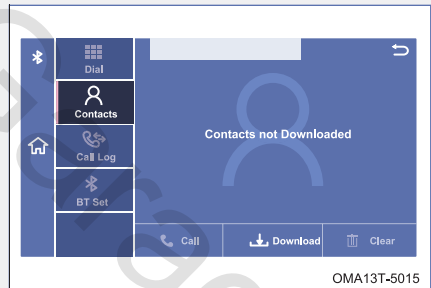 Dial
Contacts
Call Log
BT Set
Contacts not Downloaded
Call
Download
Clear
OMA13T-5015